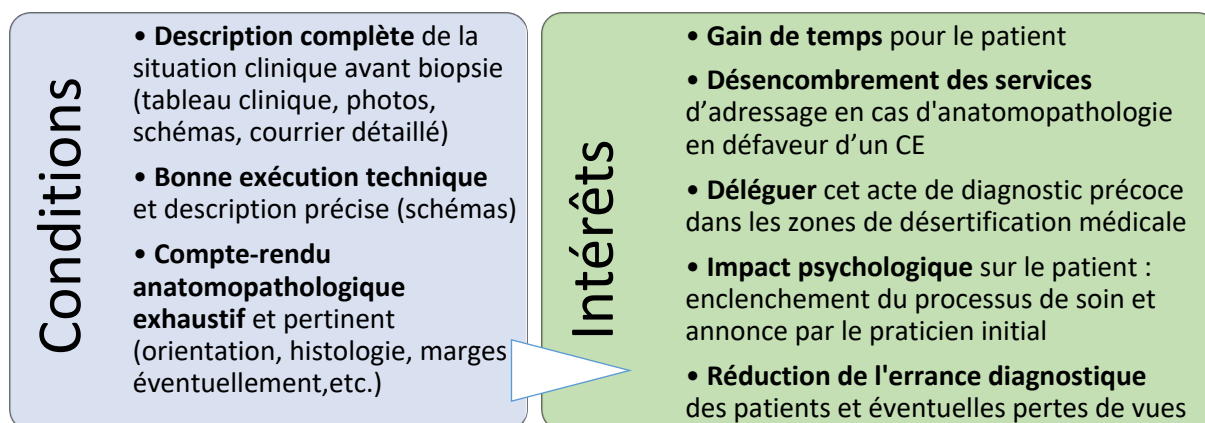 Conditions
• Description complète de la
situation clinique avant biopsie
(tableau clinique, photos,
schémas, courrier détaillé)
• Bonne exécution technique
et description précise (schémas)
• Compte-rendu
anatomopathologique
exhaustif et pertinent
(orientation, histologie, marges
éventuellement,etc.)
Intérêts
• Gain de temps pour le patient
• Désencombrement des services
d’adressage en cas d'anatomopathologie
en défaveur d’un CE
• Déléguer cet acte de diagnostic précoce
dans les zones de désertification médicale
• Impact psychologique sur le patient :
enclenchement du processus de soin et
annonce par le praticien initial
• Réduction de l'errance diagnostique
des patients et éventuelles pertes de vues